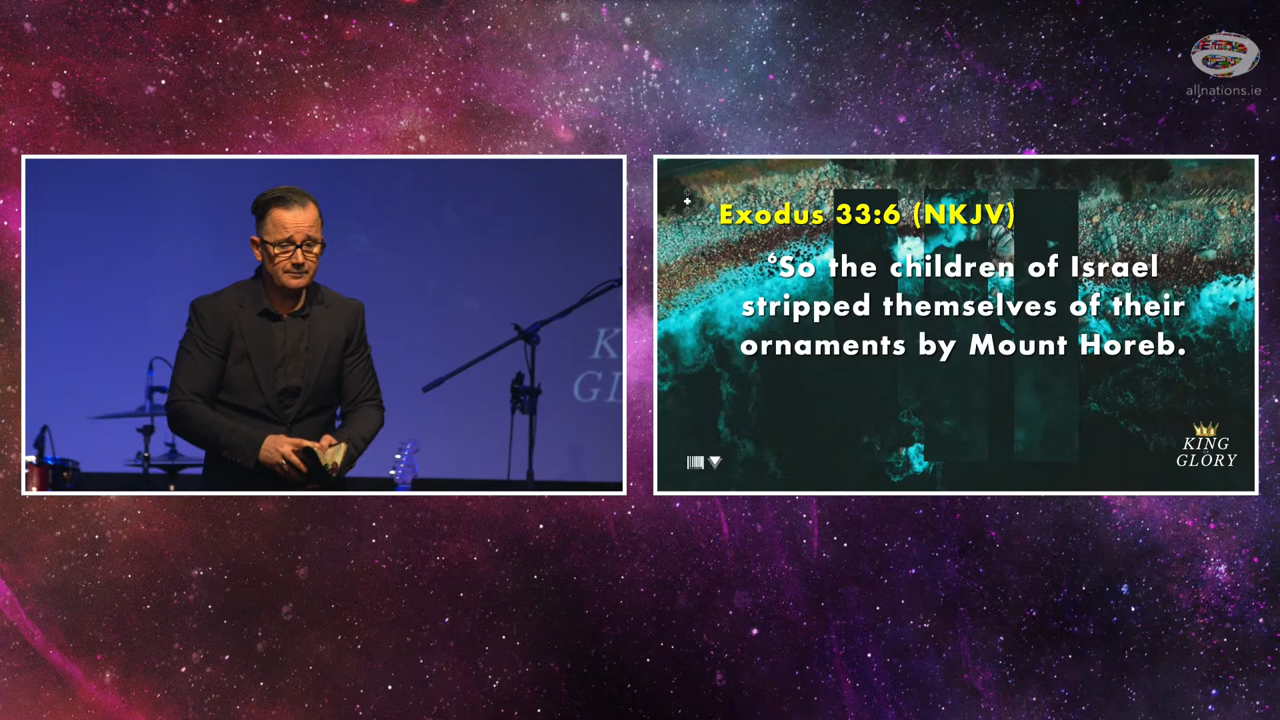 allnations.ie
K
GL
Exodus 33:6 (NKJV)
⁶So the children of Israel
stripped themselves of their
ornaments by Mount Horeb.
KING
GLORY